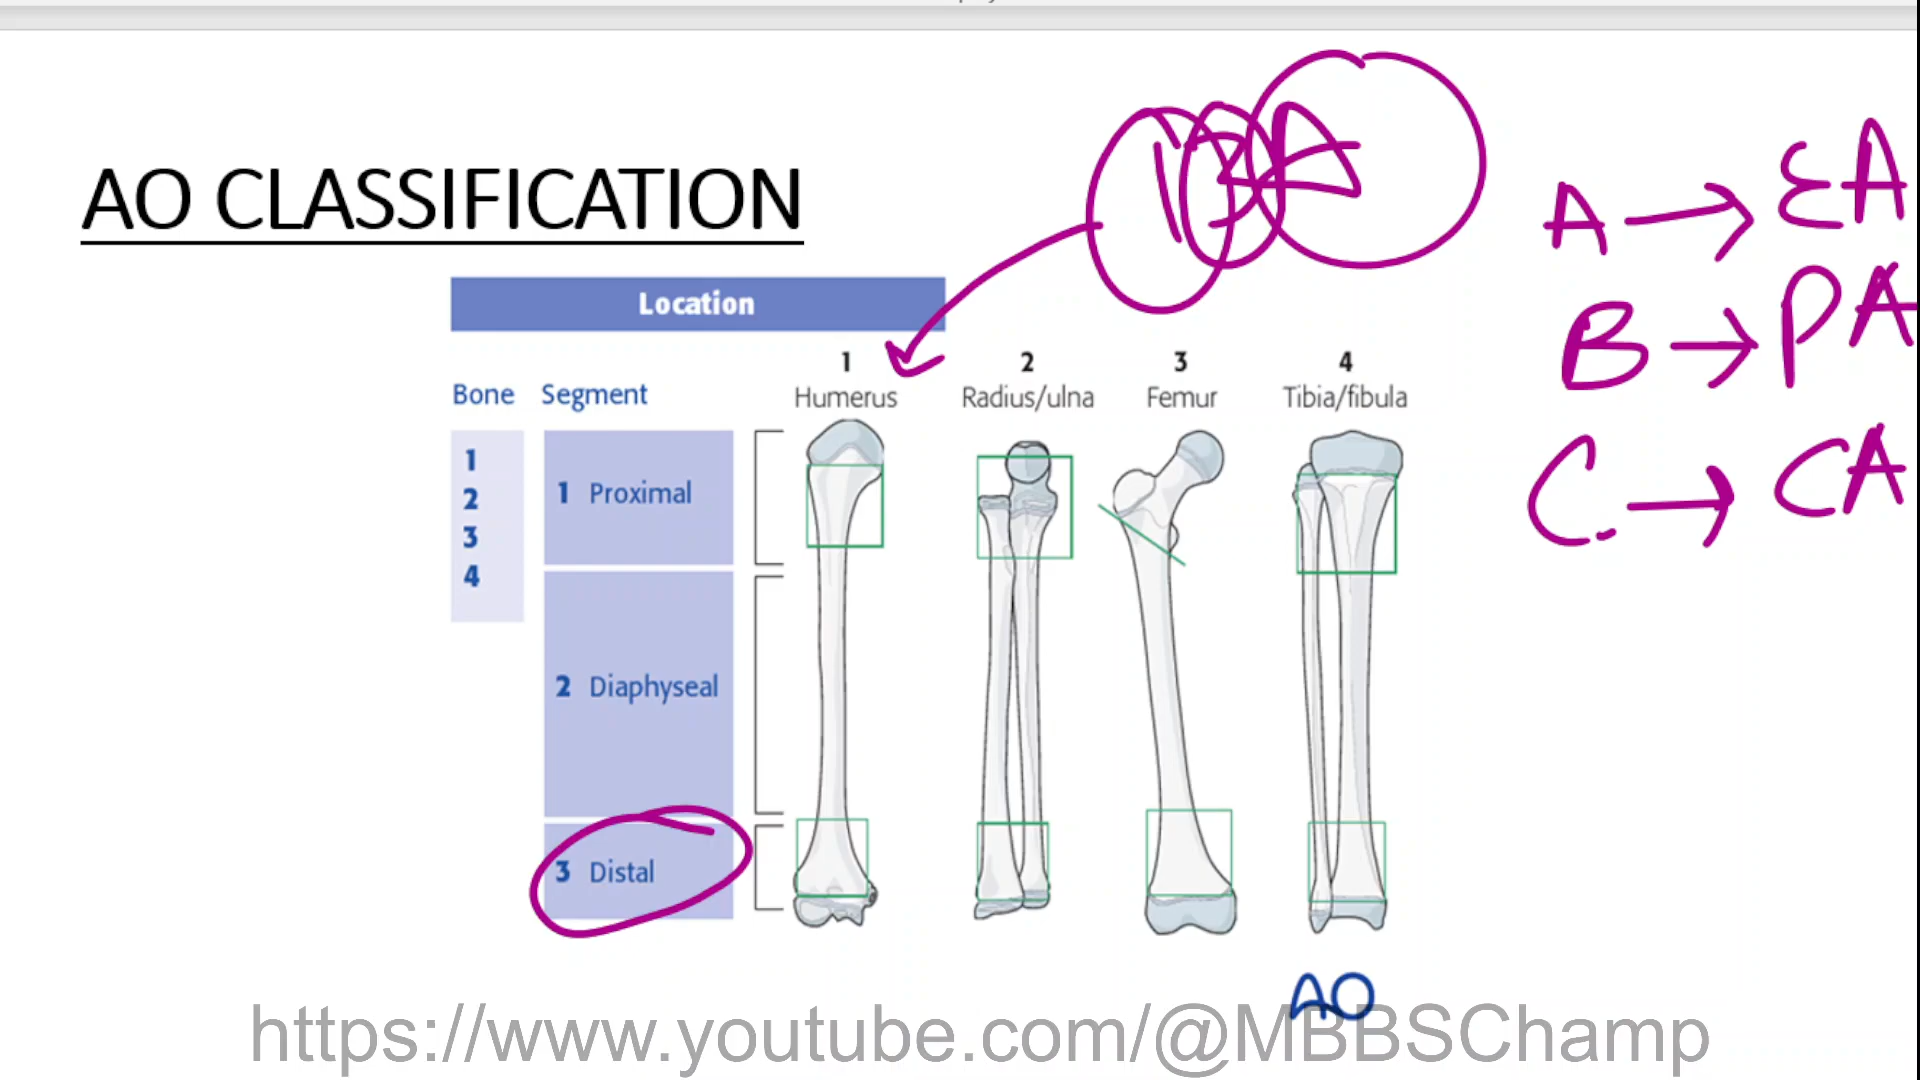 13A
A → EA
AO CLASSIFICATION
B → PA
Location
1 2 3 4
Bone Segment Humerus Radius/ulna Femur Tibia/fibula
C → CA
1
2
3
4
1 Proximal
2 Diaphyseal
3 Distal
AO
https://www.youtube.com/@MBBSChamp